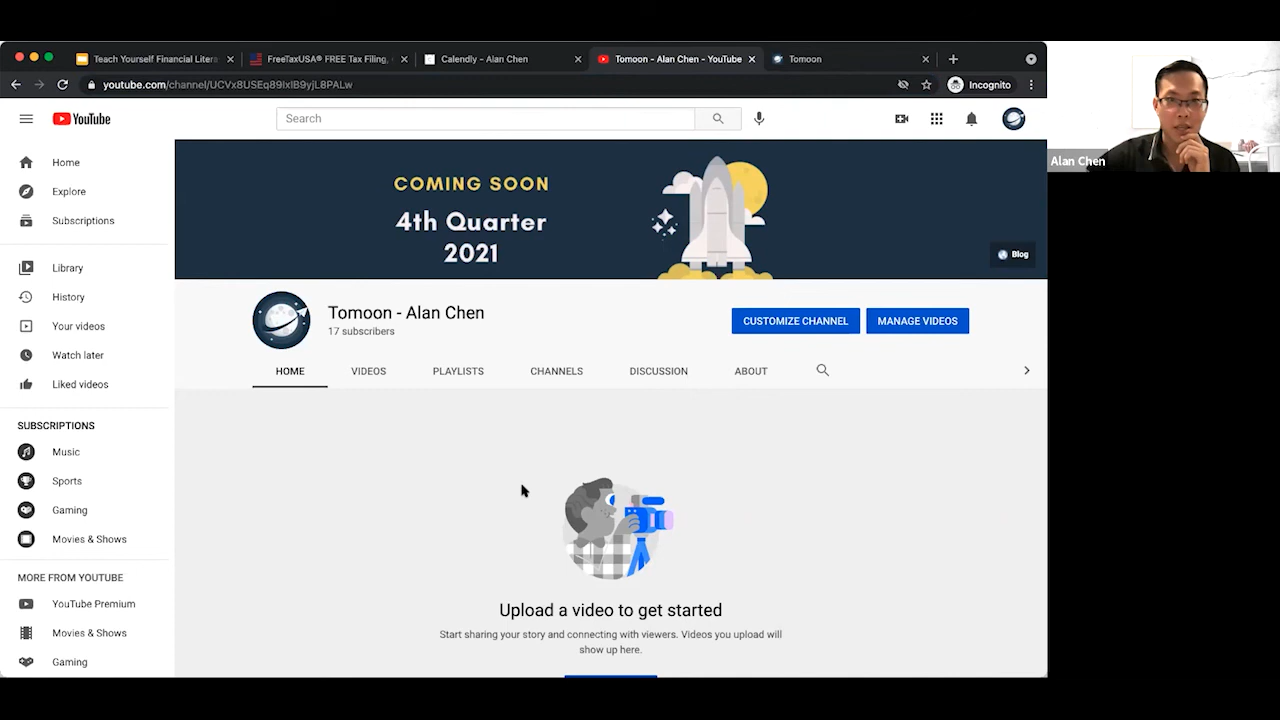 Teach Yourself Financial Litera
FreeTaxUSA® FREE Tax Filing,
Calendly - Alan Chen
Tomoon - Alan Chen - YouTube
Tomoon
youtube.com/channel/UCVx8USEq89IxIB9yjL8PALw
Incognito
YouTube
Search
Home
Explore
Subscriptions
Library
History
Your videos
Watch later
Liked videos
SUBSCRIPTIONS
Music
Sports
Gaming
Movies & Shows
MORE FROM YOUTUBE
YouTube Premium
Movies & Shows
Gaming
COMING SOON
4th Quarter
2021
Blog
Tomoon - Alan Chen
17 subscribers
CUSTOMIZE CHANNEL
MANAGE VIDEOS
HOME
VIDEOS
PLAYLISTS
CHANNELS
DISCUSSION
ABOUT
Upload a video to get started
Start sharing your story and connecting with viewers. Videos you upload will
show up here.
Alan Chen